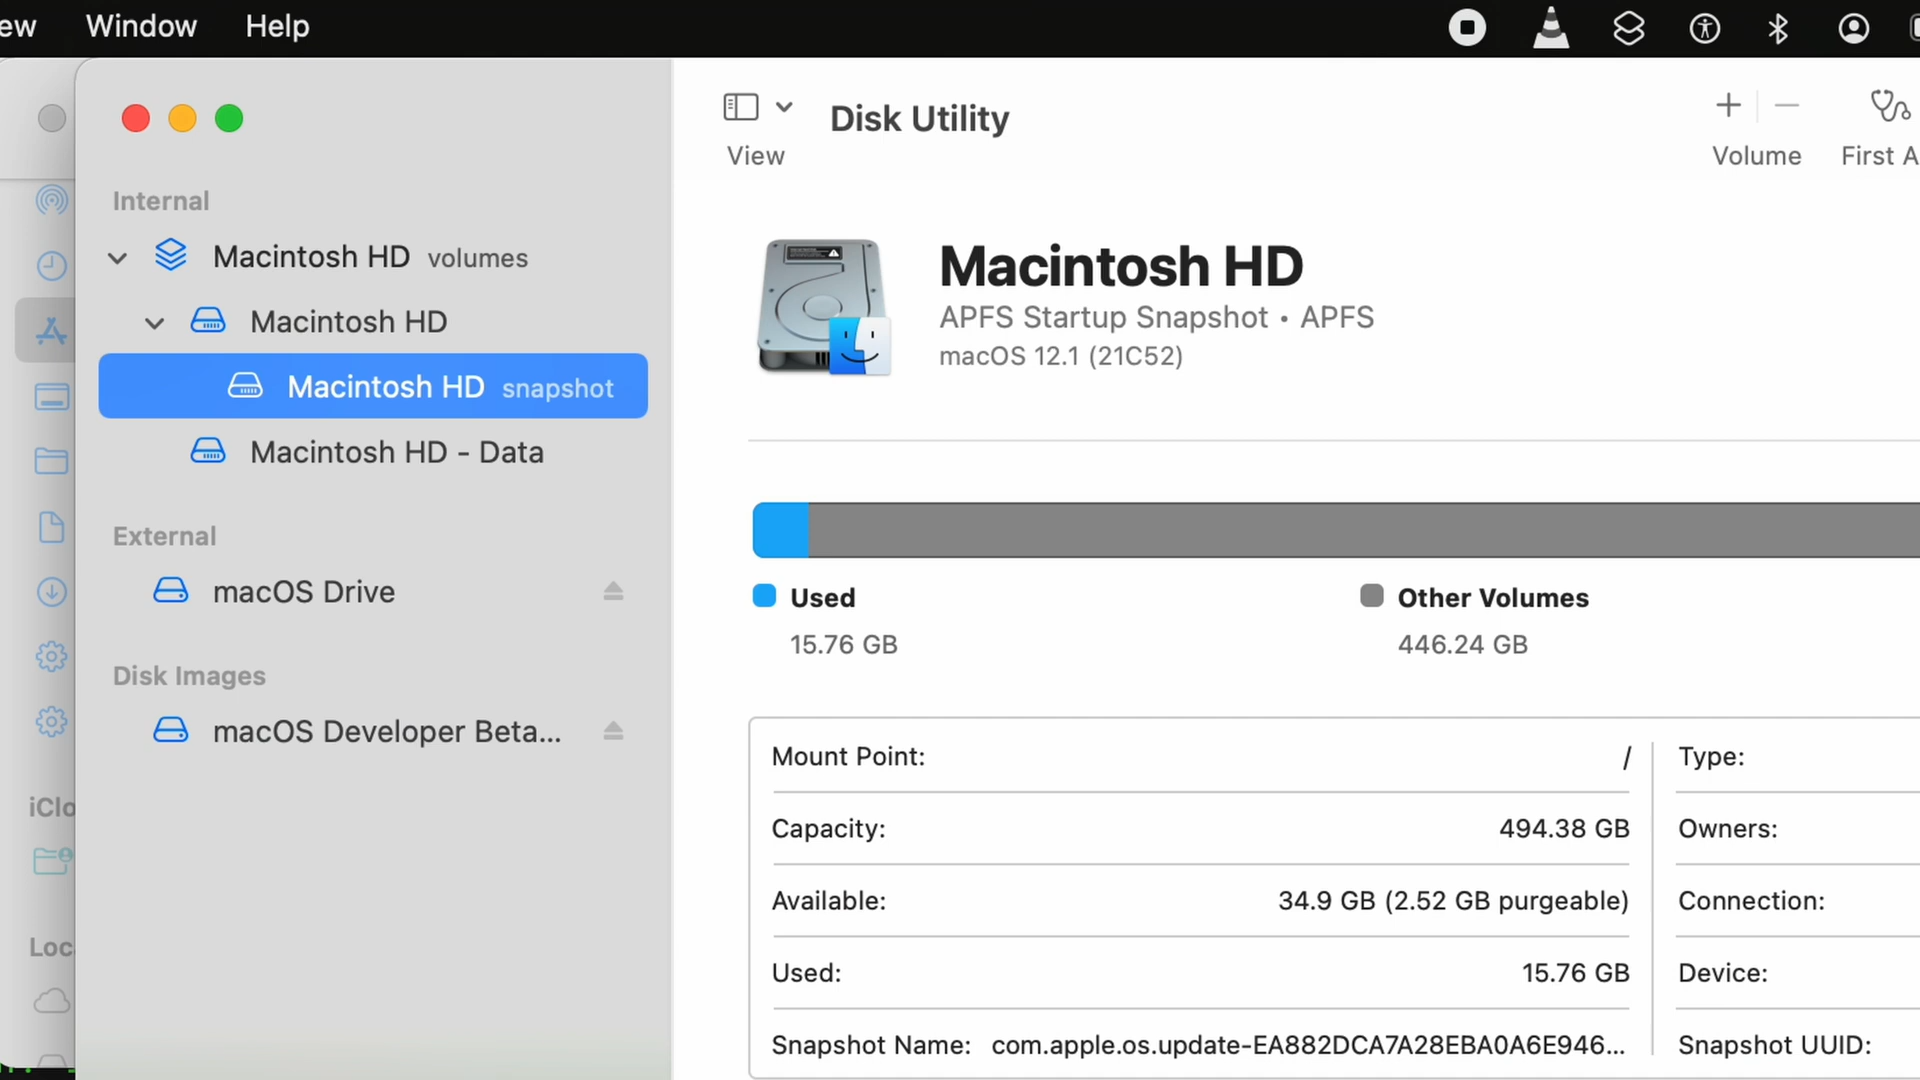 ew Window Help
Disk Utility
View
Volume
First A
Internal
Macintosh HD volumes
Macintosh HD
Macintosh HD snapshot
Macintosh HD - Data
External
macOS Drive
Disk Images
macOS Developer Beta...
iClo
Loc
Macintosh HD
APFS Startup Snapshot • APFS
macOS 12.1 (21C52)
Used
15.76 GB
Other Volumes
446.24 GB
Mount Point: /
Type:
Capacity: 494.38 GB
Owners:
Available: 34.9 GB (2.52 GB purgeable)
Connection:
Used: 15.76 GB
Device:
Snapshot Name: com.apple.os.update-EA882DCA7A28EBA0A6E946...
Snapshot UUID: